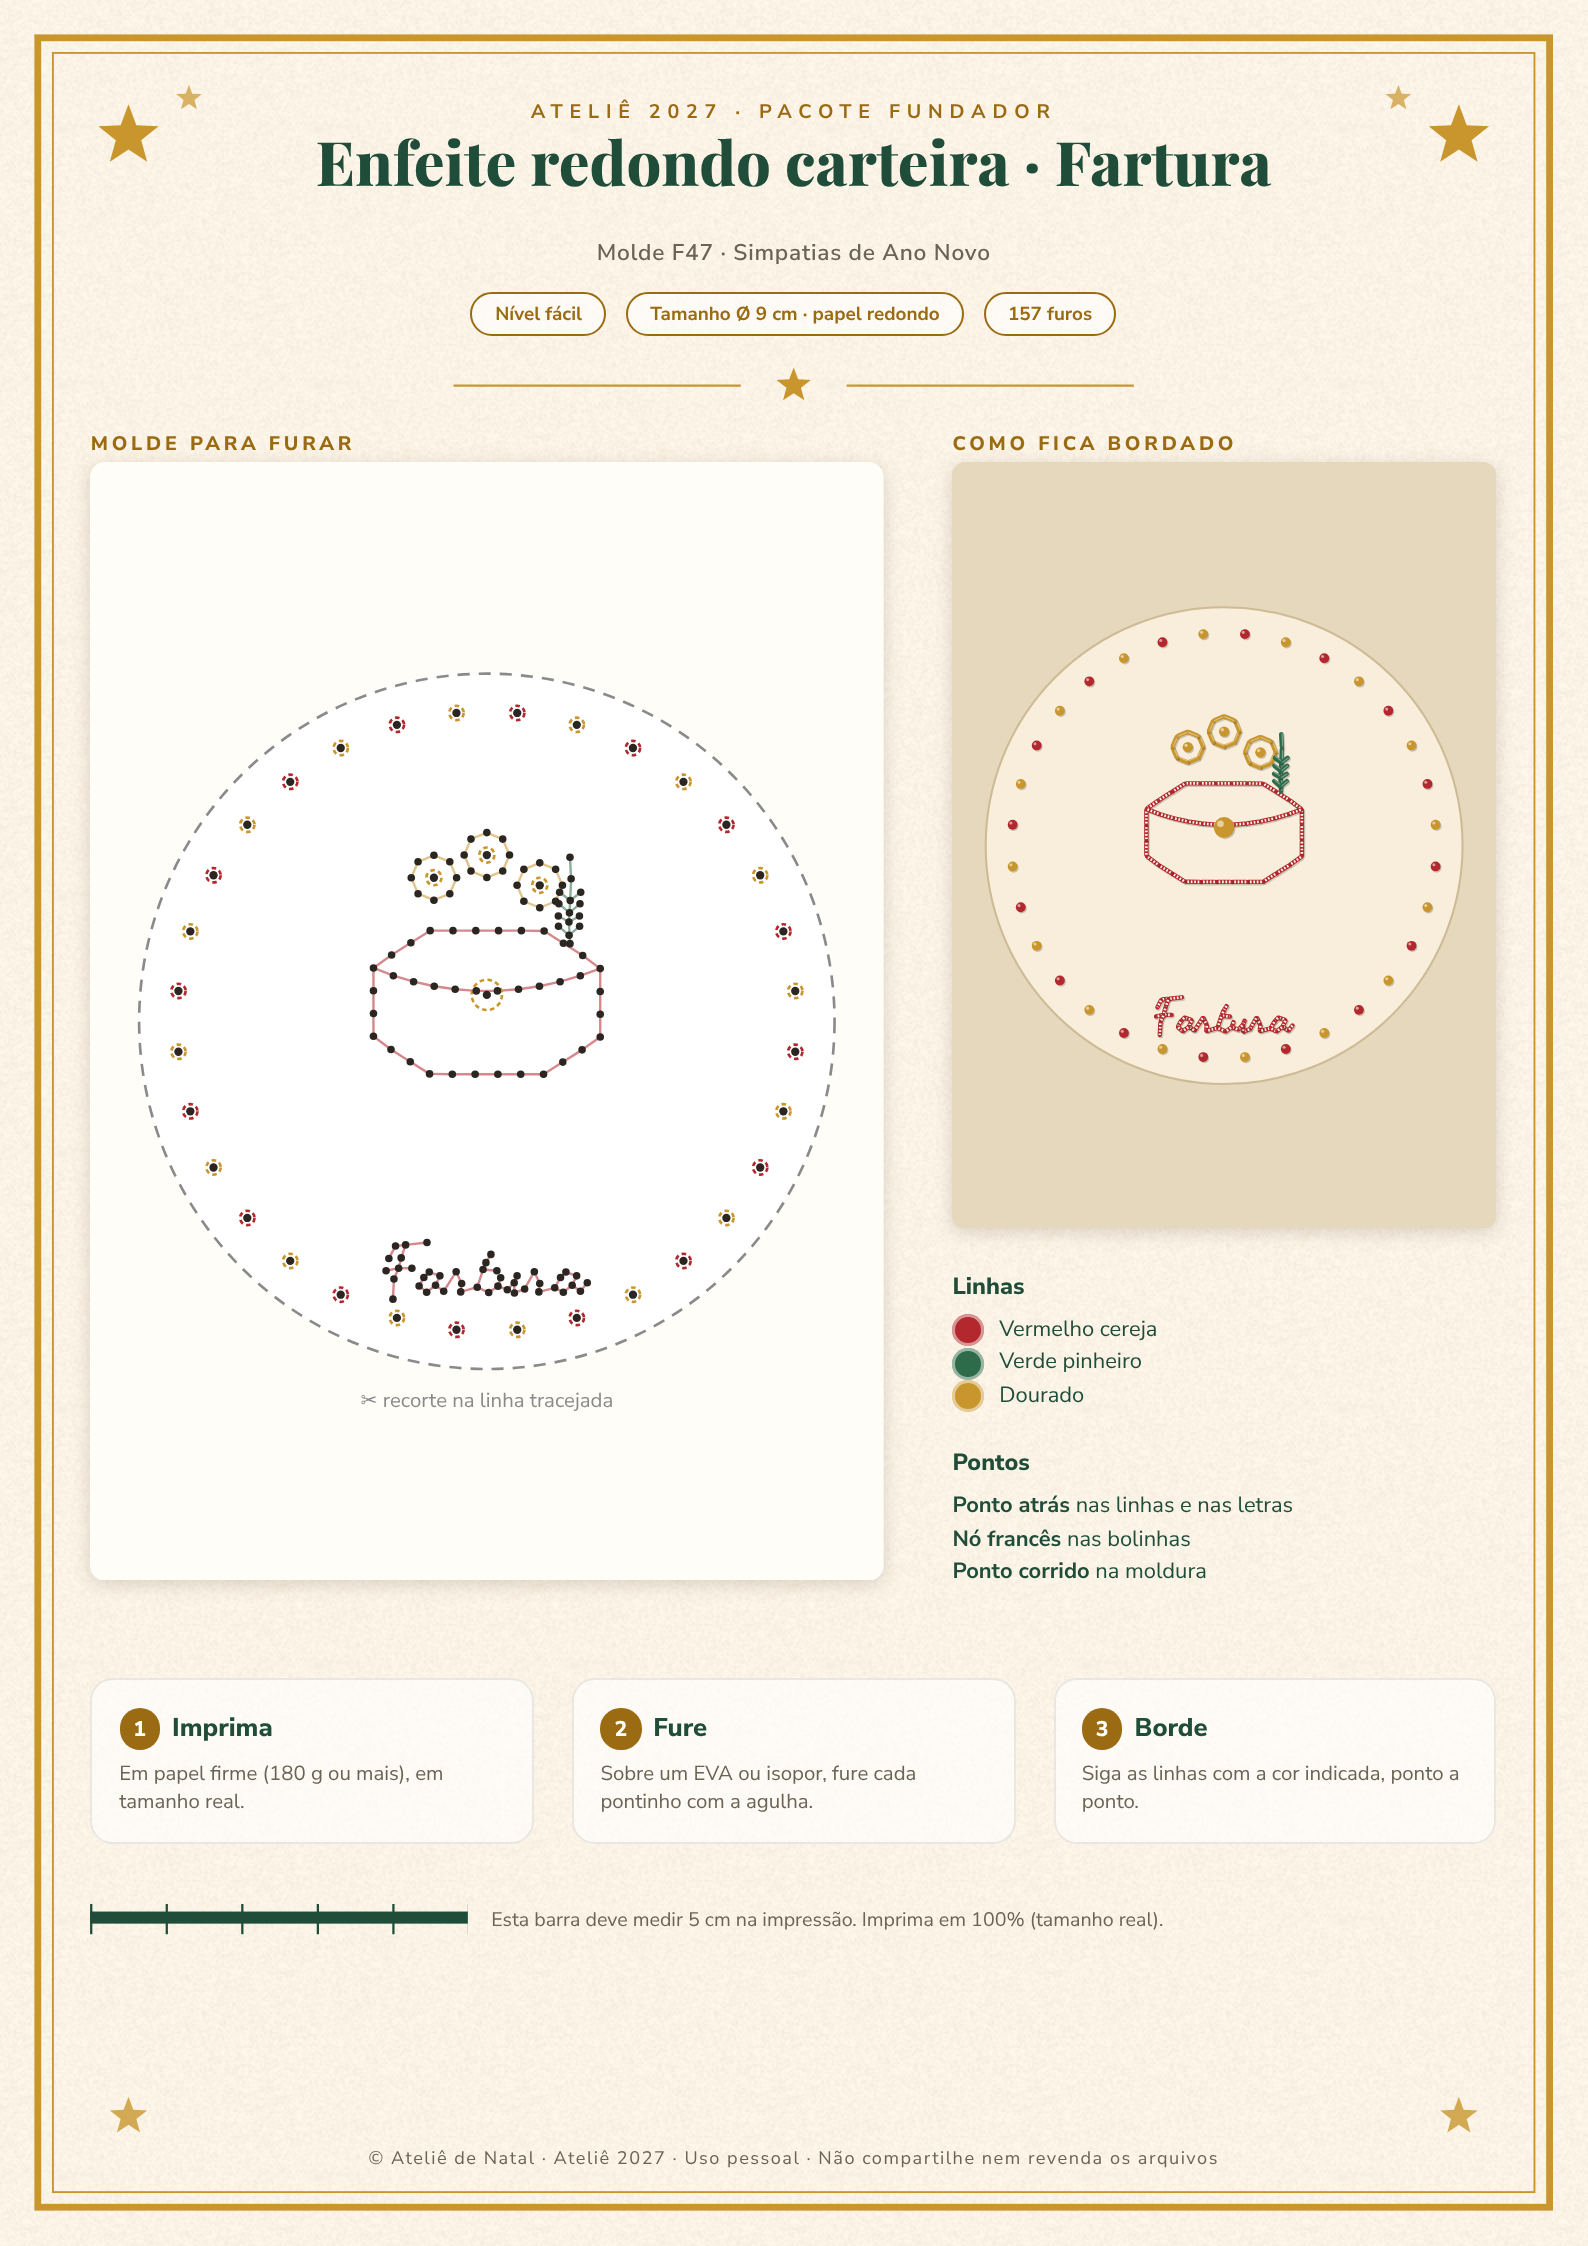 ATELIÊ 2027 · PACOTE FUNDADOR
Enfeite redondo carteira · Fartura
Molde F47 · Simpatias de Ano Novo
Nível fácil
Tamanho Ø 9 cm · papel redondo
157 furos
MOLDE PARA FURAR
COMO FICA BORDADO
Fartura
Fartura
✂ recorte na linha tracejada
Linhas
Vermelho cereja
Verde pinheiro
Dourado
Pontos
Ponto atrás nas linhas e nas letras
Nó francês nas bolinhas
Ponto corrido na moldura
1 Imprima
Em papel firme (180 g ou mais), em
tamanho real.
2 Fure
Sobre um EVA ou isopor, fure cada
pontinho com a agulha.
3 Borde
Siga as linhas com a cor indicada, ponto a
ponto.
Esta barra deve medir 5 cm na impressão. Imprima em 100% (tamanho real).
© Ateliê de Natal · Ateliê 2027 · Uso pessoal · Não compartilhe nem revenda os arquivos